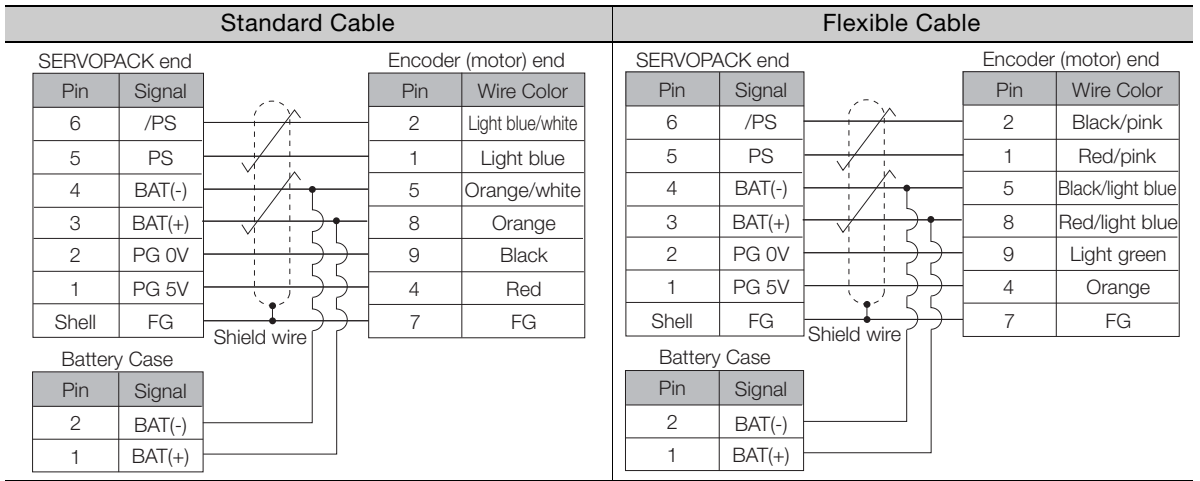 Standard Cable
SERVOPACK end Encoder (motor) end
Pin Signal Pin Wire Color
6 /PS 2 Light blue/white
5 PS 1 Light blue
4 BAT(-) 5 Orange/white
3 BAT(+) 8 Orange
2 PG 0V 9 Black
1 PG 5V 4 Red
Shell FG 7 FG
Shield wire
Battery Case
Pin Signal
2 BAT(-)
1 BAT(+)
Flexible Cable
SERVOPACK end Encoder (motor) end
Pin Signal Pin Wire Color
6 /PS 2 Black/pink
5 PS 1 Red/pink
4 BAT(-) 5 Black/light blue
3 BAT(+) 8 Red/light blue
2 PG 0V 9 Light green
1 PG 5V 4 Orange
Shell FG 7 FG
Shield wire
Battery Case
Pin Signal
2 BAT(-)
1 BAT(+)